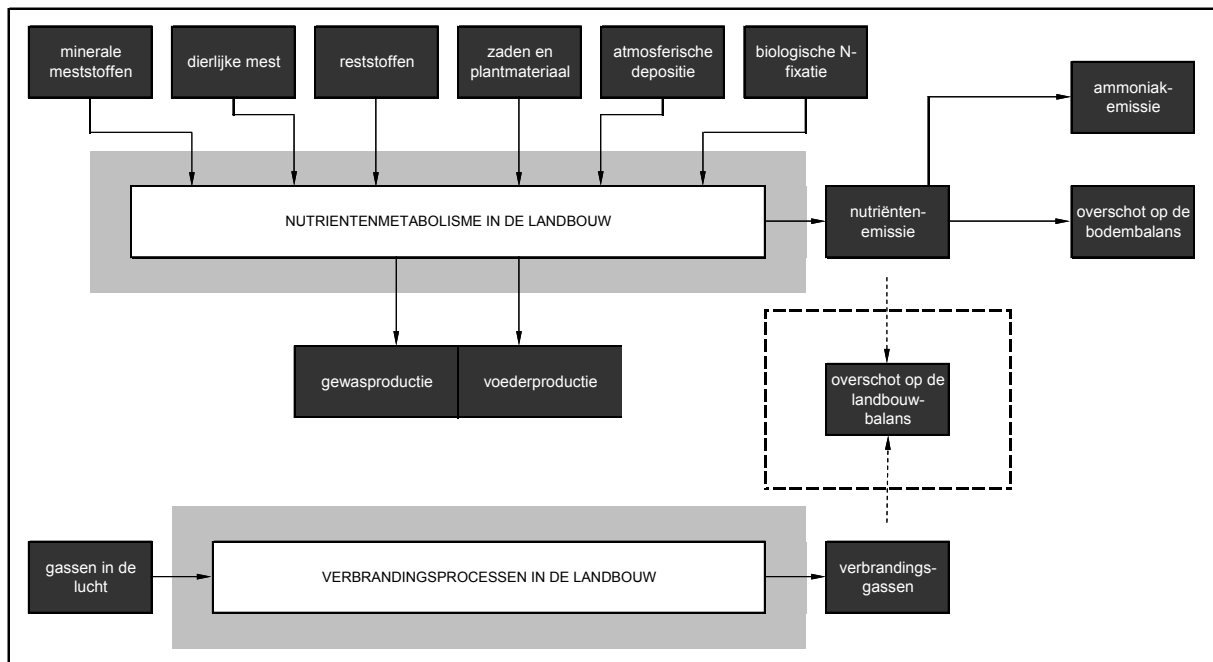 minerale
meststoffen
dierlijke mest
reststoffen
zaden en
plantmateriaal
atmosferische
depositie
biologische N-
fixatie
ammoniak-
emissie
NUTRIENTENMETABOLISME IN DE LANDBOUW
nutriënten-
emissie
overschot op de
bodembalans
gewasproductie
voederproductie
overschot op de
landbouw-
balans
gassen in de
lucht
VERBRANDINGSPROCESSEN IN DE LANDBOUW
verbrandings-
gassen